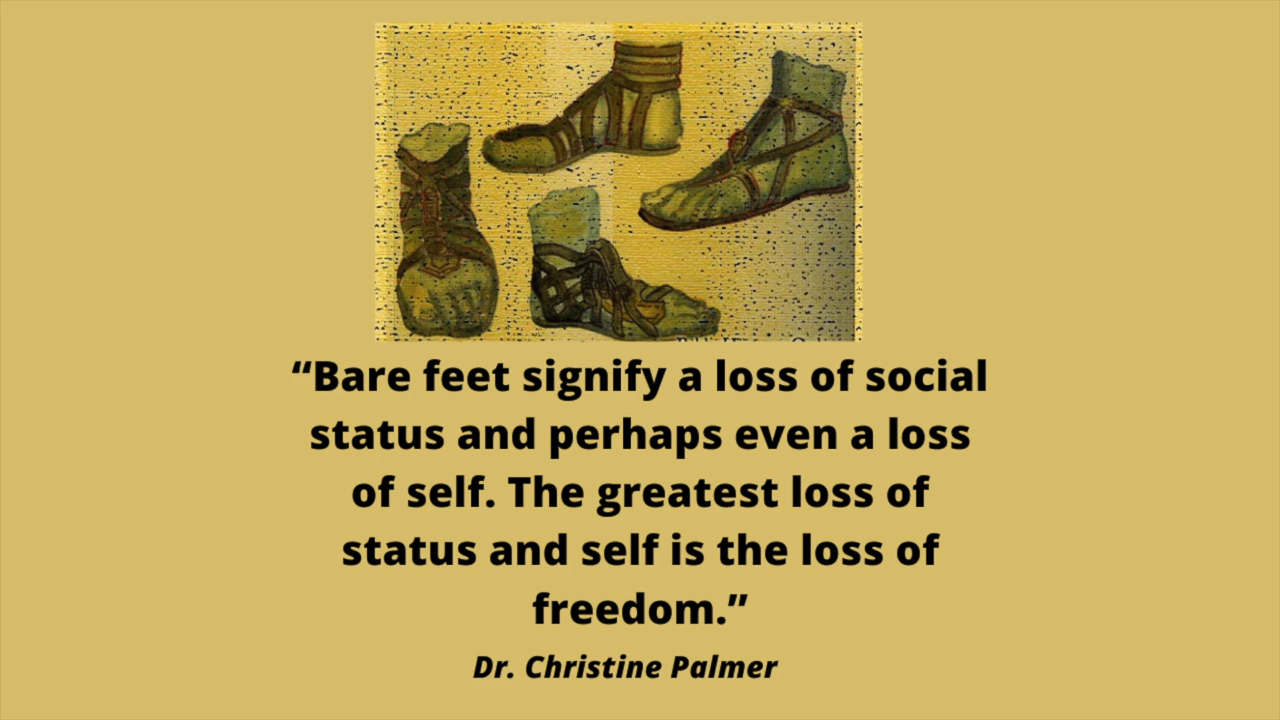 “Bare feet signify a loss of social
status and perhaps even a loss
of self. The greatest loss of
status and self is the loss of
freedom.”
Dr. Christine Palmer